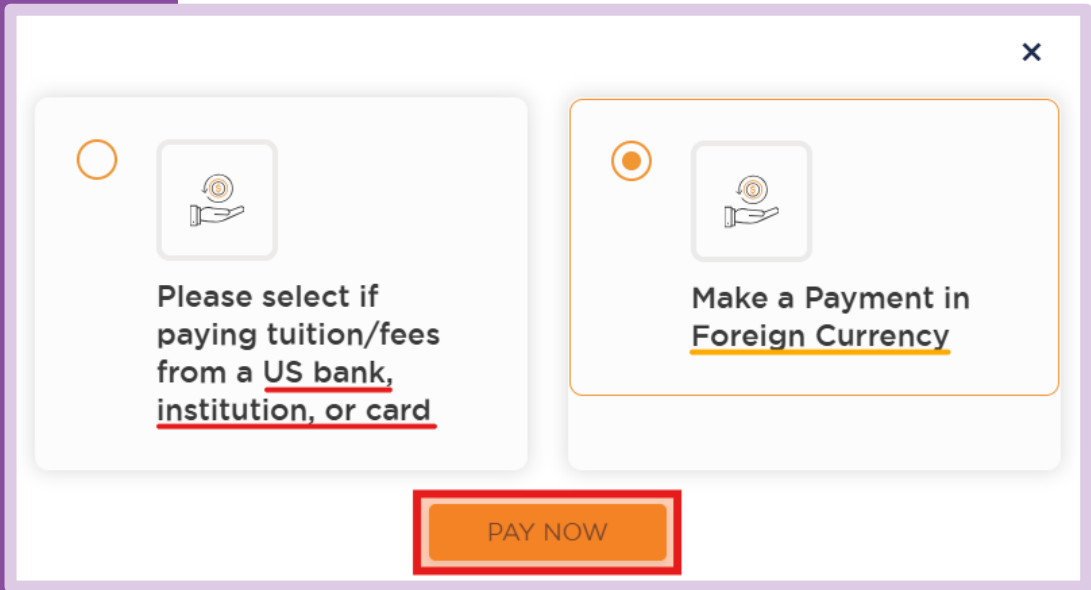 Please select if
paying tuition/fees
from a US bank,
institution, or card
Make a Payment in
Foreign Currency
PAY NOW